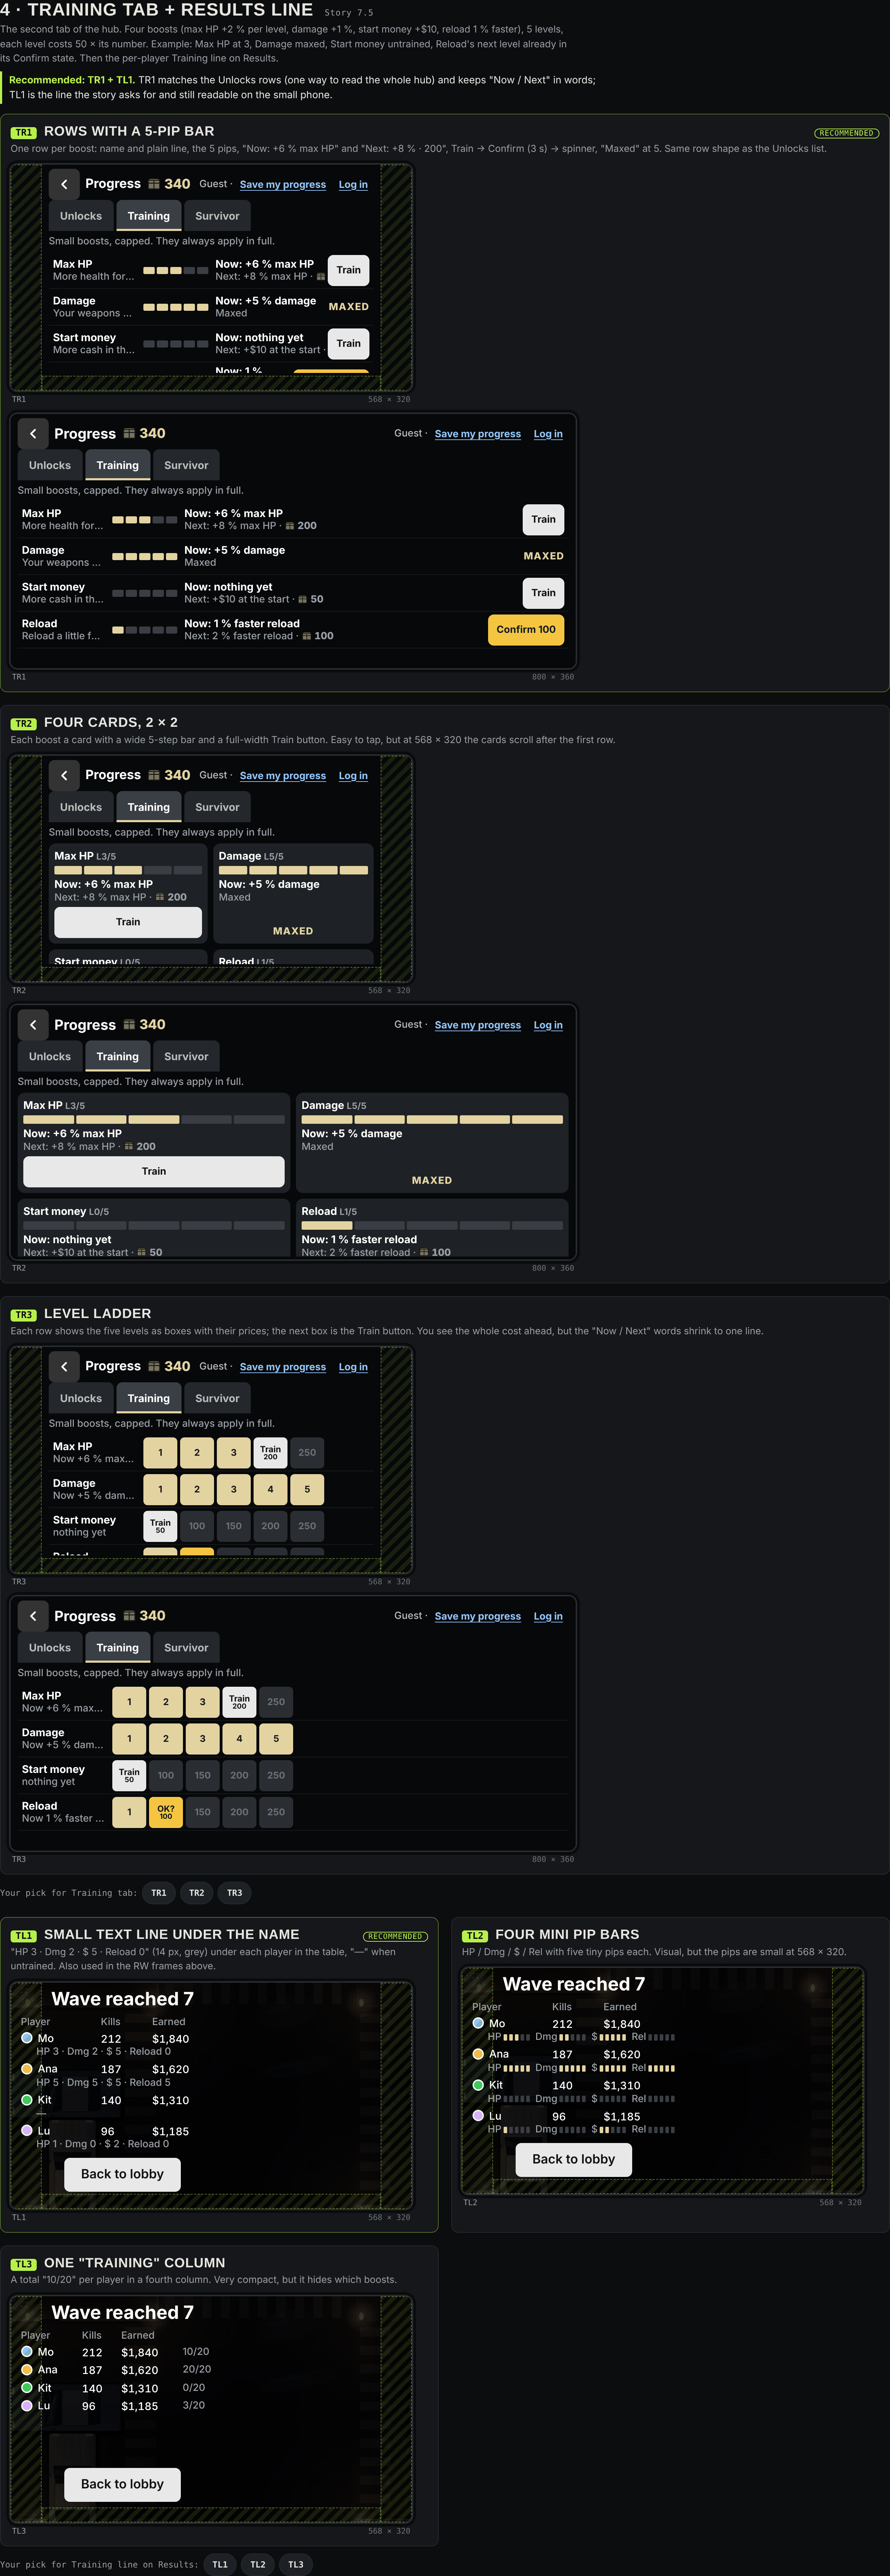 4 · TRAINING TAB + RESULTS LINE Story 7.5
The second tab of the hub. Four boosts (max HP +2 % per level, damage +1 %, start money +$10, reload 1 % faster), 5 levels,
each level costs 50 × its number. Example: Max HP at 3, Damage maxed, Start money untrained, Reload's next level already in
its Confirm state. Then the per-player Training line on Results.
Recommended: TR1 + TL1. TR1 matches the Unlocks rows (one way to read the whole hub) and keeps "Now / Next" in words;
TL1 is the line the story asks for and still readable on the small phone.
TR1 ROWS WITH A 5-PIP BAR RECOMMENDED
One row per boost: name and plain line, the 5 pips, "Now: +6 % max HP" and "Next: +8 % · 200", Train → Confirm (3 s) → spinner, "Maxed" at 5. Same row shape as the Unlocks list.
Progress 340 Guest · Save my progress Log in
Unlocks Training Survivor
Small boosts, capped. They always apply in full.
Max HP Now: +6 % max HP Train
More health for... Next: +8 % max HP ·
Damage Now: +5 % damage MAXED
Your weapons ... Maxed
Start money Now: nothing yet Train
More cash in th... Next: +$10 at the start ·
Now: 1 %
TR1 568 × 320
Progress 340 Guest · Save my progress Log in
Unlocks Training Survivor
Small boosts, capped. They always apply in full.
Max HP Now: +6 % max HP Train
More health for... Next: +8 % max HP · 200
Damage Now: +5 % damage MAXED
Your weapons ... Maxed
Start money Now: nothing yet Train
More cash in th... Next: +$10 at the start · 50
Reload Now: 1 % faster reload Confirm 100
Reload a little f... Next: 2 % faster reload · 100
TR1 800 × 360
TR2 FOUR CARDS, 2 × 2
Each boost a card with a wide 5-step bar and a full-width Train button. Easy to tap, but at 568 × 320 the cards scroll after the first row.
Progress 340 Guest · Save my progress Log in
Unlocks Training Survivor
Small boosts, capped. They always apply in full.
Max HP L3/5 Damage L5/5
Now: +6 % max HP Now: +5 % damage
Next: +8 % max HP · 200 Maxed
Train MAXED
Start money L0/5 Reload L1/5
TR2 568 × 320
Progress 340 Guest · Save my progress Log in
Unlocks Training Survivor
Small boosts, capped. They always apply in full.
Max HP L3/5 Damage L5/5
Now: +6 % max HP Now: +5 % damage
Next: +8 % max HP · 200 Maxed
Train MAXED
Start money L0/5 Reload L1/5
Now: nothing yet Now: 1 % faster reload
Next: +$10 at the start · 50 Next: 2 % faster reload · 100
TR2 800 × 360
TR3 LEVEL LADDER
Each row shows the five levels as boxes with their prices; the next box is the Train button. You see the whole cost ahead, but the "Now / Next" words shrink to one line.
Progress 340 Guest · Save my progress Log in
Unlocks Training Survivor
Small boosts, capped. They always apply in full.
Max HP 1 2 3 Train 200 250
Now +6 % max...
Damage 1 2 3 4 5
Now +5 % dam...
Start money Train 50 100 150 200 250
nothing yet
Reload
TR3 568 × 320
Progress 340 Guest · Save my progress Log in
Unlocks Training Survivor
Small boosts, capped. They always apply in full.
Max HP 1 2 3 Train 200 250
Now +6 % max...
Damage 1 2 3 4 5
Now +5 % dam...
Start money Train 50 100 150 200 250
nothing yet
Reload 1 OK? 100 150 200 250
Now 1 % faster ...
TR3 800 × 360
Your pick for Training tab: TR1 TR2 TR3
TL1 SMALL TEXT LINE UNDER THE NAME RECOMMENDED
"HP 3 · Dmg 2 · $ 5 · Reload 0" (14 px, grey) under each player in the table, "—" when
untrained. Also used in the RW frames above.
Wave reached 7
Player Kills Earned
Mo 212 $1,840
HP 3 · Dmg 2 · $ 5 · Reload 0
Ana 187 $1,620
HP 5 · Dmg 5 · $ 5 · Reload 5
Kit 140 $1,310
—
Lu 96 $1,185
HP 1 · Dmg 0 · $ 2 · Reload 0
Back to lobby
TL1 568 × 320
TL2 FOUR MINI PIP BARS
HP / Dmg / $ / Rel with five tiny pips each. Visual, but the pips are small at 568 × 320.
Wave reached 7
Player Kills Earned
Mo 212 $1,840
HP Dmg $ Rel
Ana 187 $1,620
HP Dmg $ Rel
Kit 140 $1,310
HP Dmg $ Rel
Lu 96 $1,185
HP Dmg $ Rel
Back to lobby
TL2 568 × 320
TL3 ONE "TRAINING" COLUMN
A total "10/20" per player in a fourth column. Very compact, but it hides which boosts.
Wave reached 7
Player Kills Earned
Mo 212 $1,840 10/20
Ana 187 $1,620 20/20
Kit 140 $1,310 0/20
Lu 96 $1,185 3/20
Back to lobby
TL3 568 × 320
Your pick for Training line on Results: TL1 TL2 TL3